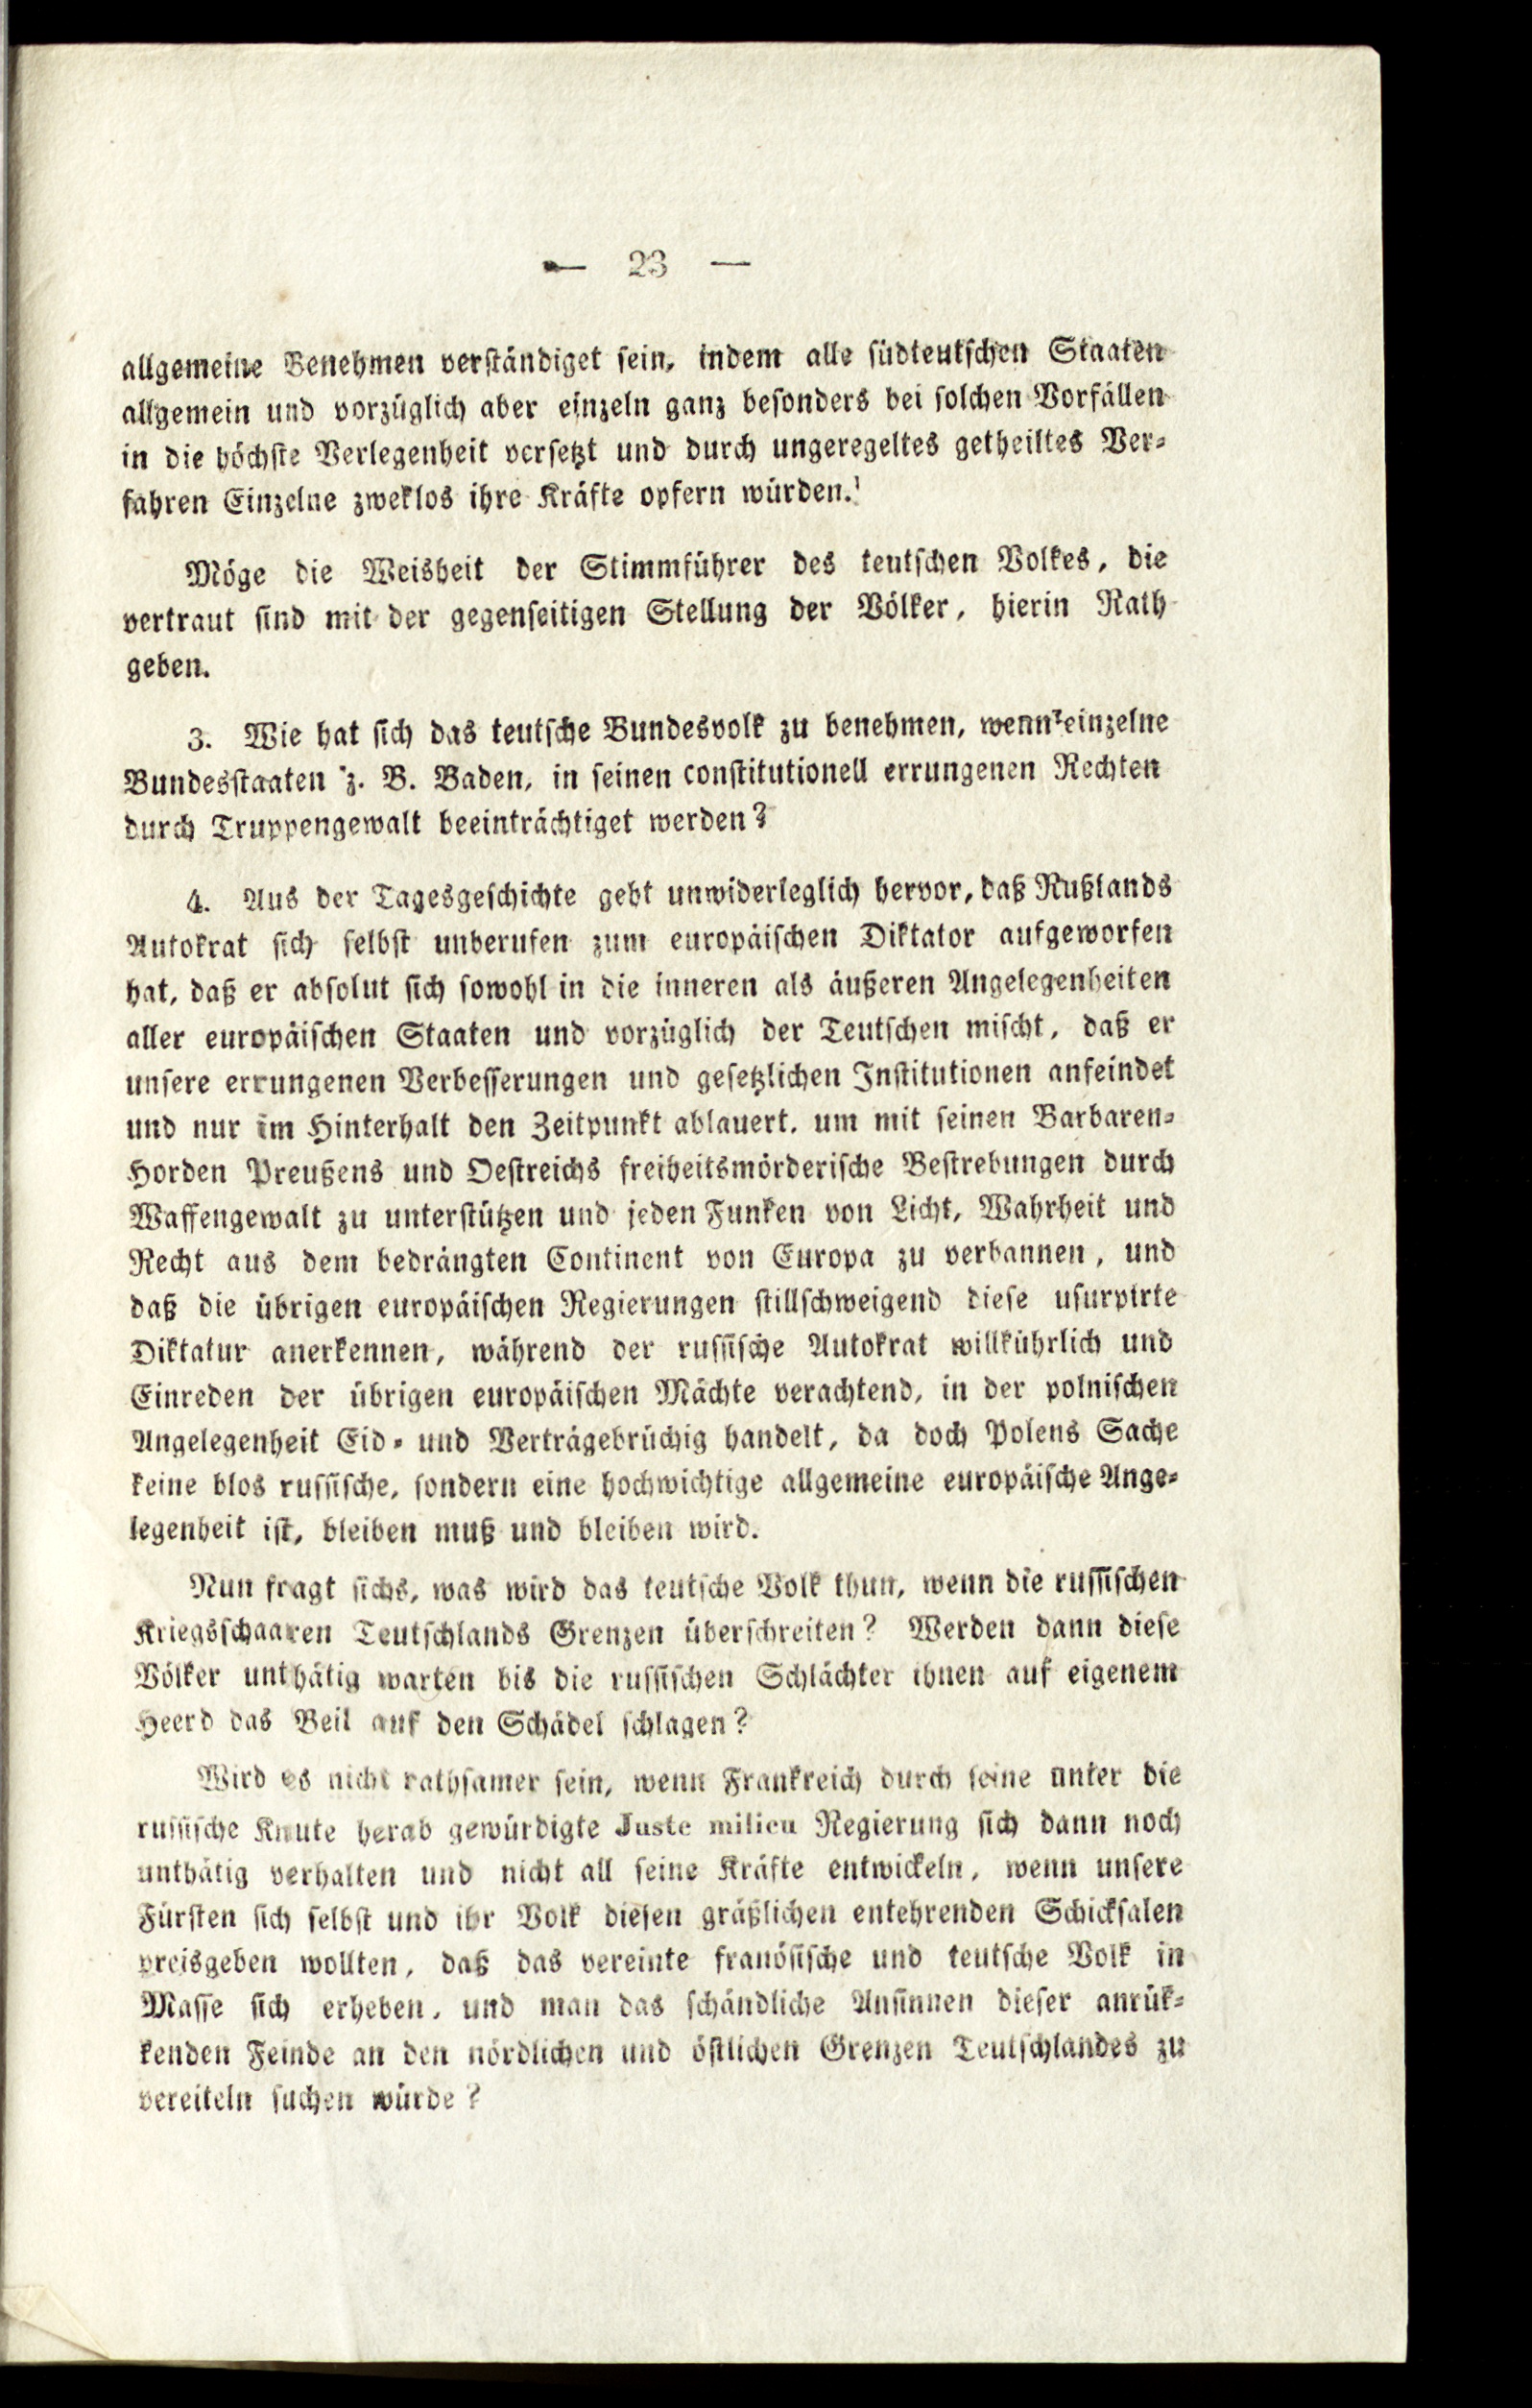 — 23 —
allgemeine Benehmen verständiget sein, indem alle südteutschen Staaten
allgemein und vorzüglich aber einzeln ganz besonders bei solchen Vorfällen
in die höchste Verlegenheit versetzt und durch ungeregeltes getheiltes Ver-
fahren Einzelne zweklos ihre Kräfte opfern würden.
Möge die Weisheit der Stimmführer des teutschen Volkes, die
vertraut sind mit der gegenseitigen Stellung der Völker, hierin Rath
geben.
3. Wie hat sich das teutsche Bundesvolk zu benehmen, wenn einzelne
Bundesstaaten z. B. Baden, in seinen constitutionell errungenen Rechten
durch Truppengewalt beeinträchtiget werden?
4. Aus der Tagesgeschichte geht unwiderleglich hervor, daß Rußlands
Autokrat sich selbst unberufen zum europäischen Diktator aufgeworfen
hat, daß er absolut sich sowohl in die inneren als äußeren Angelegenheiten
aller europäischen Staaten und vorzüglich der Teutschen mischt, daß er
unsere errungenen Verbesserungen und gesetzlichen Institutionen anfeindet
und nur im Hinterhalt den Zeitpunkt ablauert, um mit seinen Barbaren-
Horden Preußens und Oestreichs freiheitsmörderische Bestrebungen durch
Waffengewalt zu unterstützen und jeden Funken von Licht, Wahrheit und
Recht aus dem bedrängten Continent von Europa zu verbannen, und
daß die übrigen europäischen Regierungen stillschweigend diese usurpirte
Diktatur anerkennen, während der russische Autokrat willkührlich und
Einreden der übrigen europäischen Mächte verachtend, in der polnischen
Angelegenheit Eid- und Verträgebrüchig handelt, da doch Polens Sache
keine blos russische, sondern eine hochwichtige allgemeine europäische Ange-
legenheit ist, bleiben muß und bleiben wird.
Nun fragt sichs, was wird das teutsche Volk thun, wenn die russischen
Kriegsschaaren Teutschlands Grenzen überschreiten? Werden dann diese
Völker unthätig warten bis die russischen Schlächter ihnen auf eigenem
Heerd das Beil auf den Schädel schlagen?
Wird es nicht rathsamer sein, wenn Frankreich durch seine unter die
russische Knute herab gewürdigte Juste milieu Regierung sich dann noch
unthätig verhalten und nicht all seine Kräfte entwickeln, wenn unsere
Fürsten sich selbst und ihr Volk diesen gräßlichen entehrenden Schicksalen
preisgeben wollten, daß das vereinte franösische und teutsche Volk in
Masse sich erheben, und man das schändliche Ansinnen dieser anrük-
kenden Feinde an den nördlichen und östlichen Grenzen Teutschlandes zu
vereiteln suchen würde?